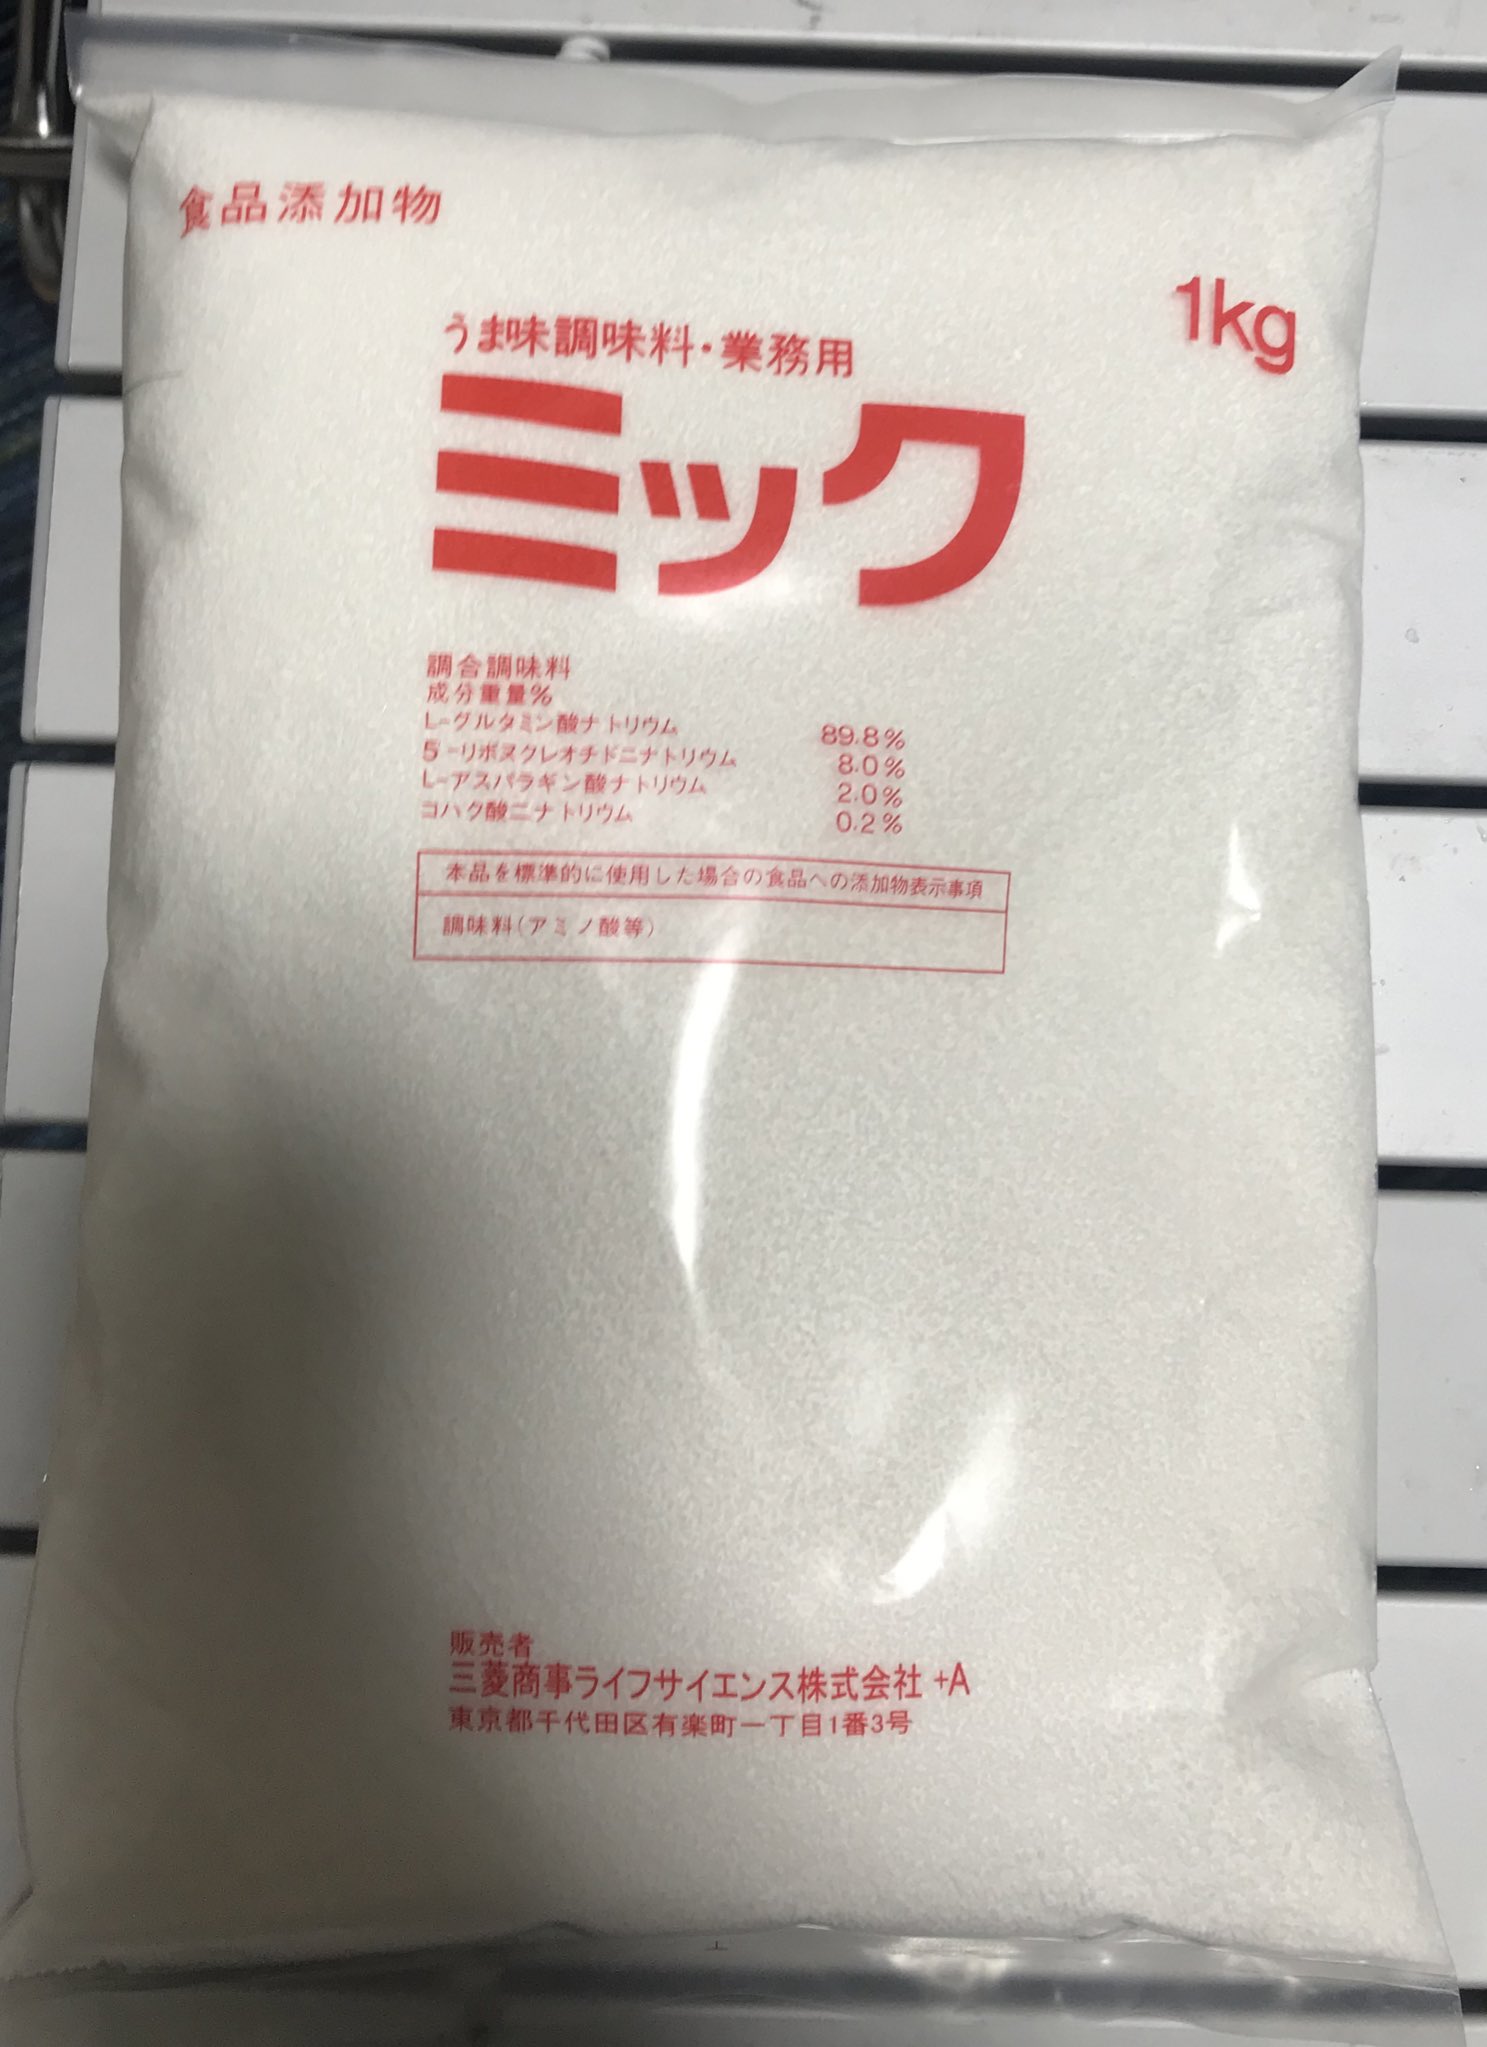 食品添加物
1kg
うま味調味料・業務用
ミック
調合調味料
成分重量%
L-グルタミン酸ナトリウム 89.8%
5'-リボヌクレオチドニナトリウム 8.0%
L-アスパラギン酸ナトリウム 2.0%
コハク酸ニナトリウム 0.2%
本品を標準的に使用した場合の食品への添加物表示事項
調味料(アミノ酸等)
販売者
三菱商事ライフサイエンス株式会社 +A
東京都千代田区有楽町一丁目1番3号